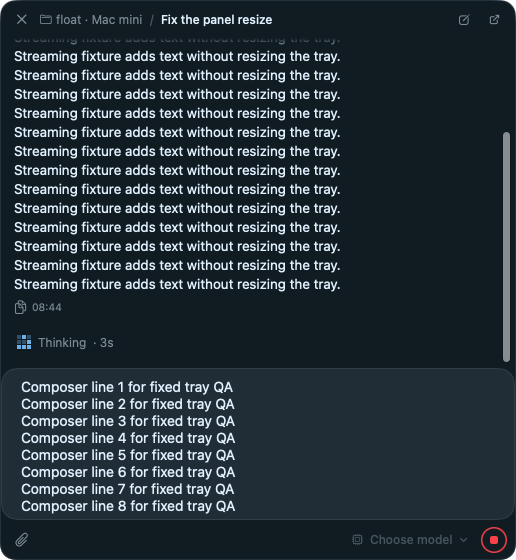 float · Mac mini / Fix the panel resize
Streaming fixture adds text without resizing the tray.
Streaming fixture adds text without resizing the tray.
Streaming fixture adds text without resizing the tray.
Streaming fixture adds text without resizing the tray.
Streaming fixture adds text without resizing the tray.
Streaming fixture adds text without resizing the tray.
Streaming fixture adds text without resizing the tray.
Streaming fixture adds text without resizing the tray.
Streaming fixture adds text without resizing the tray.
Streaming fixture adds text without resizing the tray.
Streaming fixture adds text without resizing the tray.
Streaming fixture adds text without resizing the tray.
Streaming fixture adds text without resizing the tray.
Streaming fixture adds text without resizing the tray.
08:44
Thinking · 3s
Composer line 1 for fixed tray QA
Composer line 2 for fixed tray QA
Composer line 3 for fixed tray QA
Composer line 4 for fixed tray QA
Composer line 5 for fixed tray QA
Composer line 6 for fixed tray QA
Composer line 7 for fixed tray QA
Composer line 8 for fixed tray QA
Choose model